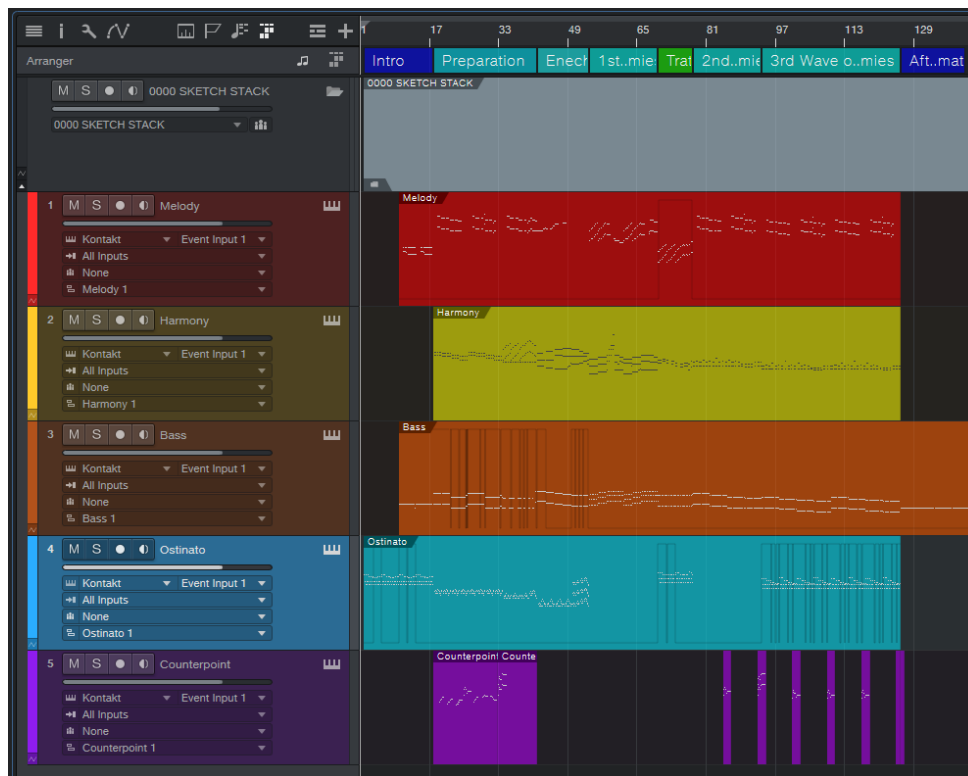 1 17 33 49 65 81 97 113 129
Arranger
Intro Preparation Enech 1st..mies Trat 2nd..mie 3rd Wave o..mies Aft..mat
M S 0000 SKETCH STACK
0000 SKETCH STACK
0000 SKETCH STACK
1 M S Melody
Kontakt Event Input 1
All Inputs
None
Melody 1
Melody
2 M S Harmony
Kontakt Event Input 1
All Inputs
None
Harmony 1
Harmony
3 M S Bass
Kontakt Event Input 1
All Inputs
None
Bass 1
Bass
4 M S Ostinato
Kontakt Event Input 1
All Inputs
None
Ostinato 1
Ostinato
5 M S Counterpoint
Kontakt Event Input 1
All Inputs
None
Counterpoint 1
Counterpoint Counte